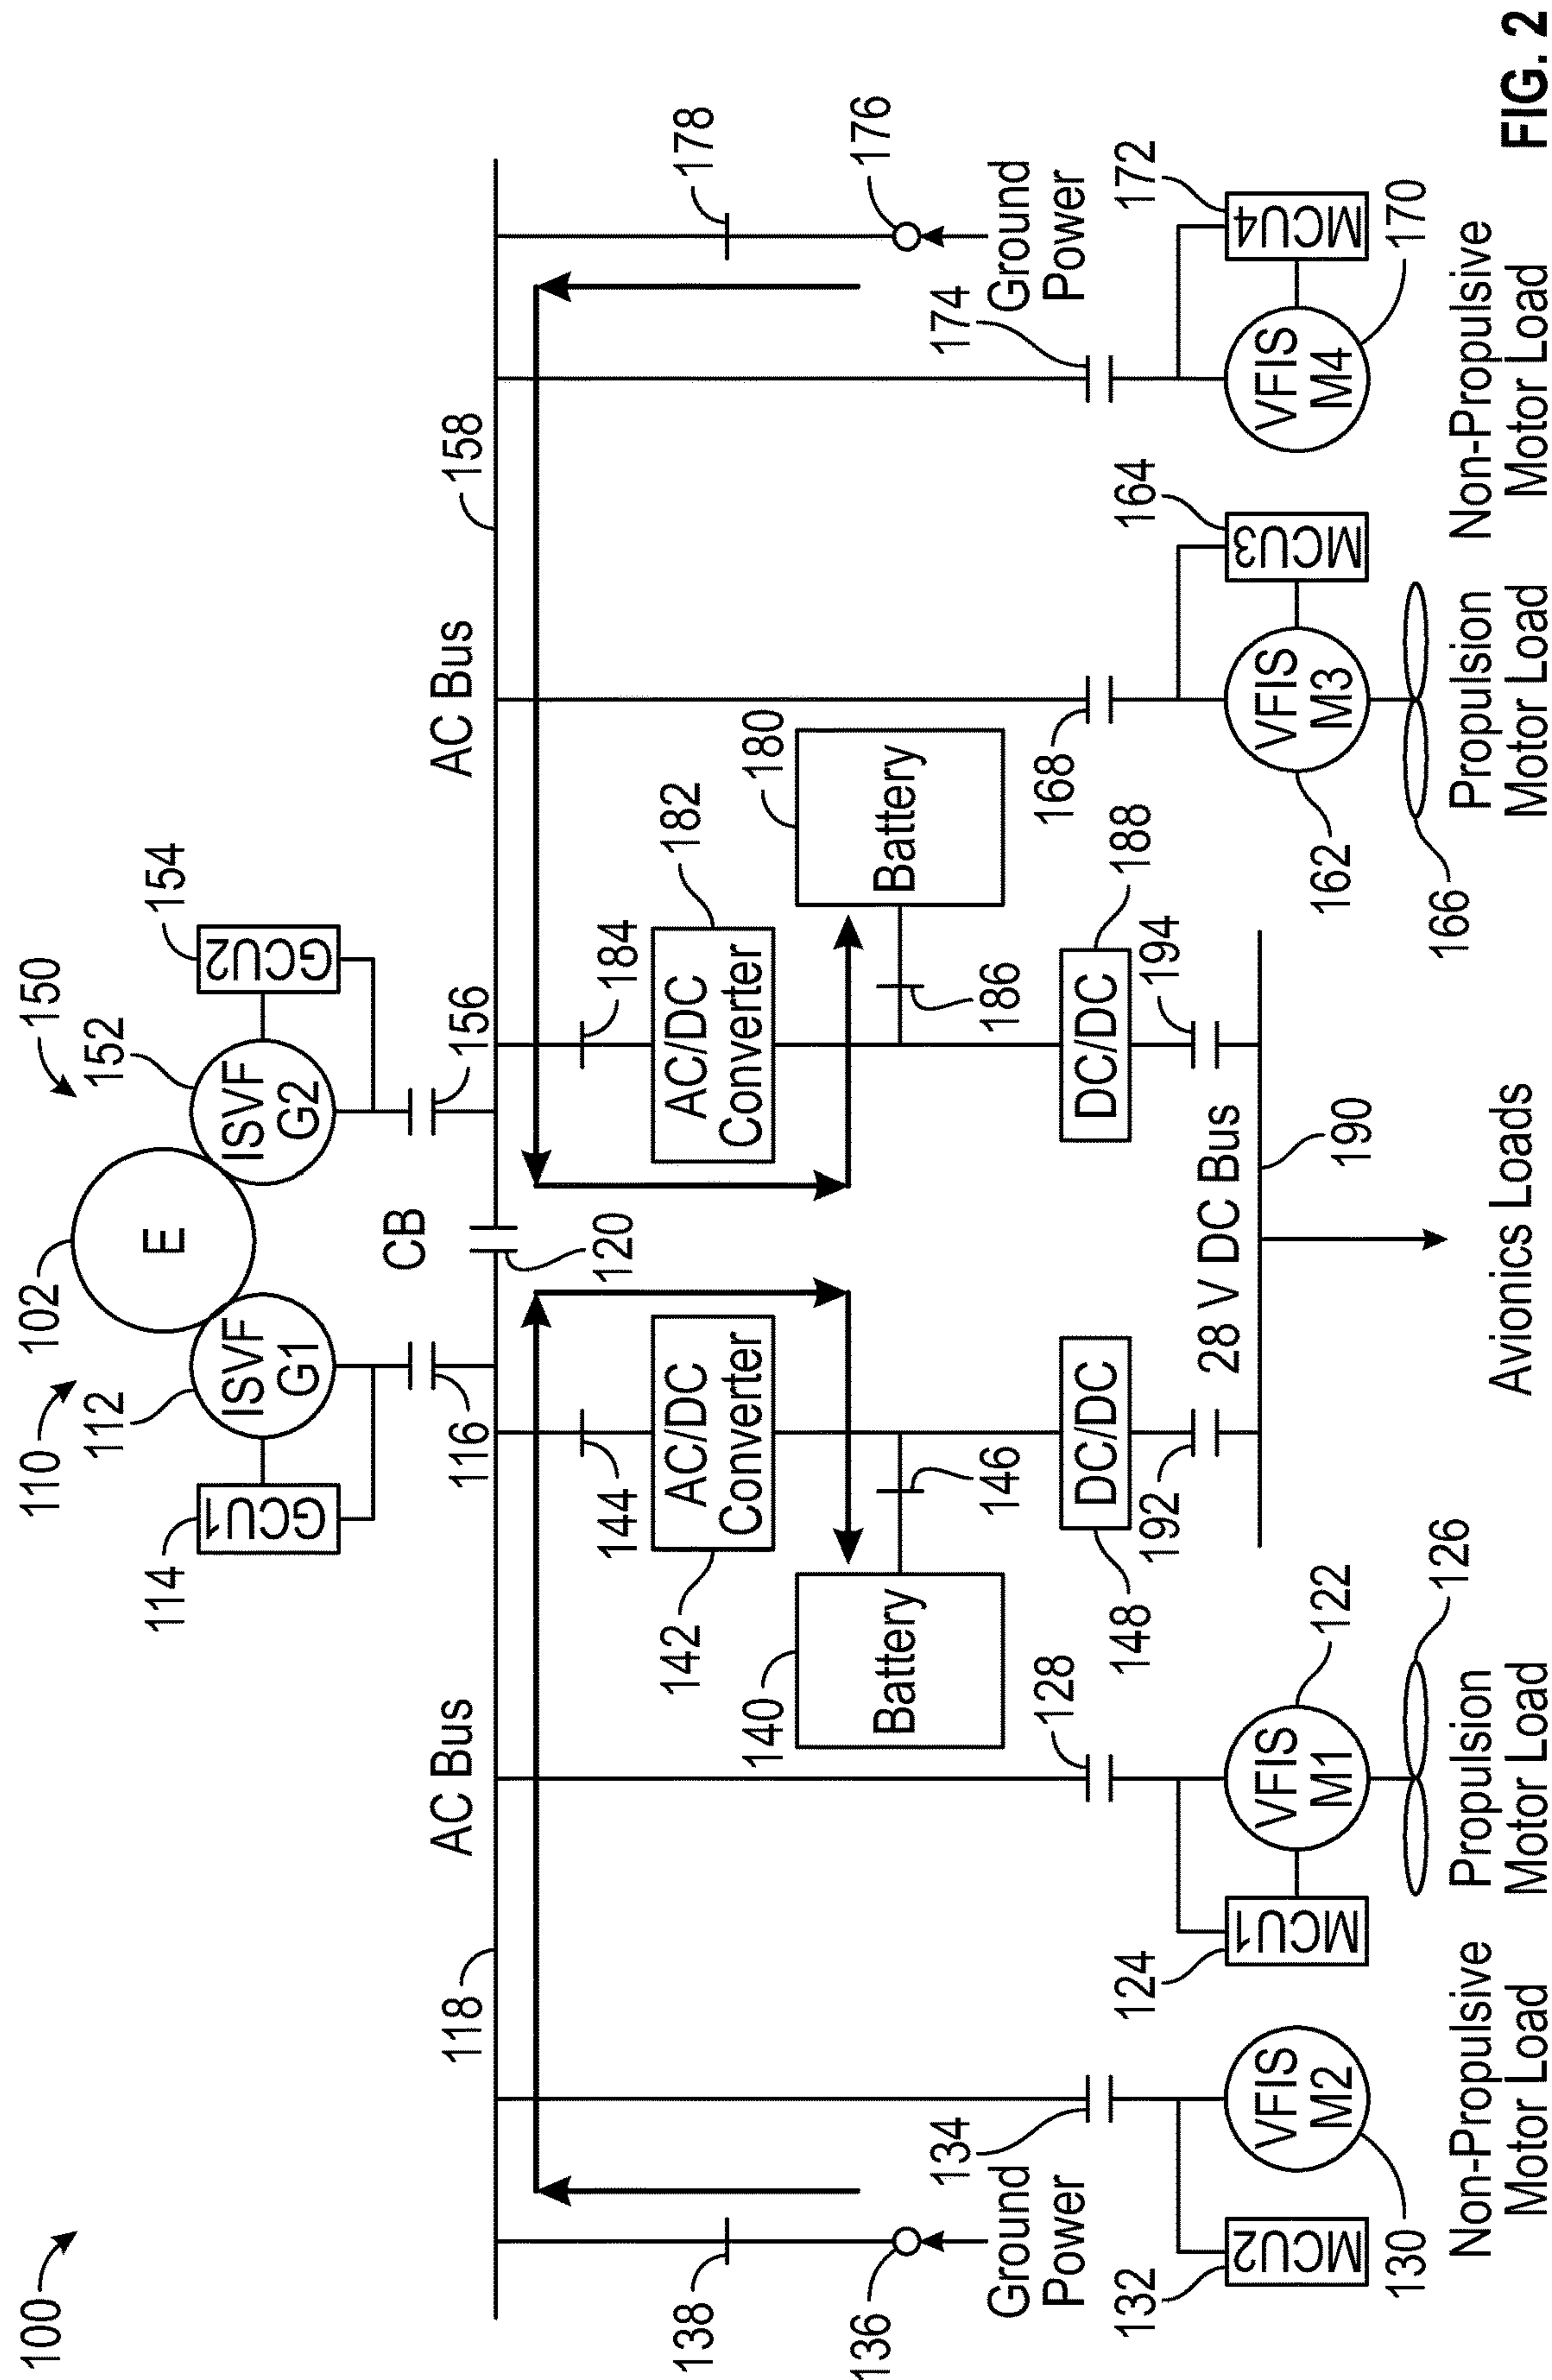 100
110
102
150
112
152
114
154
ISVF
G1
E
ISVF
G2
GCU1
GCU2
116
CB
156
118
AC Bus
AC Bus
158
120
138
144
184
178
142
AC/DC
Converter
AC/DC
Converter
182
140
Battery
Battery
180
136
146
186
176
Ground
Power
Ground
Power
134
128
168
174
148
DC/DC
DC/DC
188
192
194
28 V DC Bus
190
132
124
164
172
MCU2
VFIS
M2
MCU1
VFIS
M1
122
162
VFIS
M3
MCU3
VFIS
M4
MCU4
130
126
166
170
Non-Propulsive
Motor Load
Propulsion
Motor Load
Avionics Loads
Propulsion
Motor Load
Non-Propulsive
Motor Load
FIG. 2